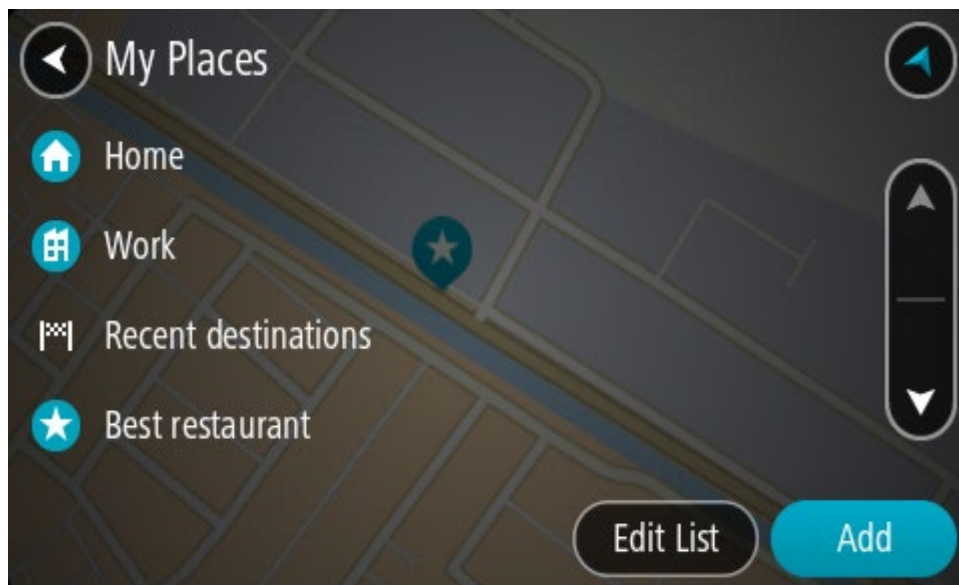 My Places
Home
Work
Recent destinations
Best restaurant
Edit List
Add